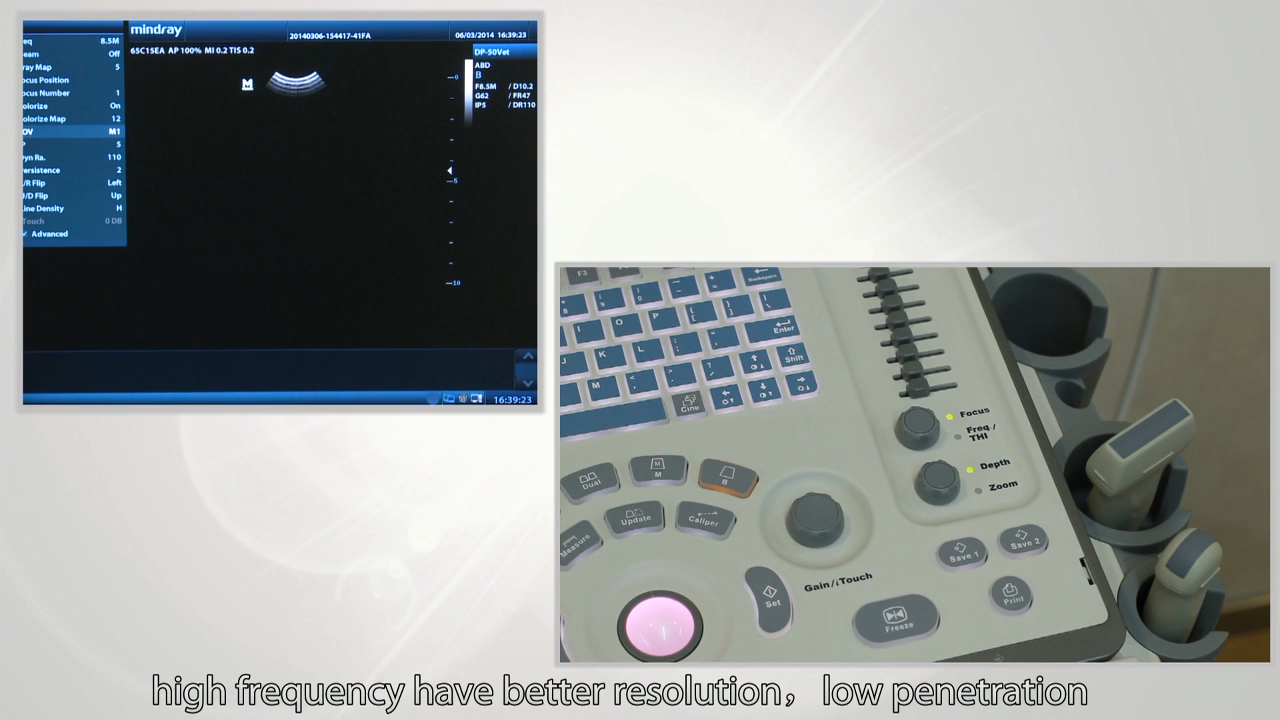 mindray
20140306-154417-41FA
06/03/2014 16:39:23
65C15EA AP 100% MI 0.2 TIS 0.2
DP-50Vet
ABD
B
F8.5M / D10.2
G62 / FR47
IP5 / DR110
eq 8.5M
eam Off
ray Map 5
ocus Position
ocus Number 1
olorize On
olorize Map 12
OV M1
P 5
yn Ra. 110
ersistence 2
/R Flip Left
/D Flip Up
ine Density H
Touch 0 DB
Advanced
M
0
5
10
16:39:23
F3
Backspace
8
9
0
I O P
Enter
J K L
Shift
M
Cine
Focus
Freq./
THI
Depth
Zoom
Dual
M
M
B
Update
Caliper
Measure
Set
Gain/iTouch
Save 1
Save 2
Print
Freeze
high frequency have better resolution， low penetration